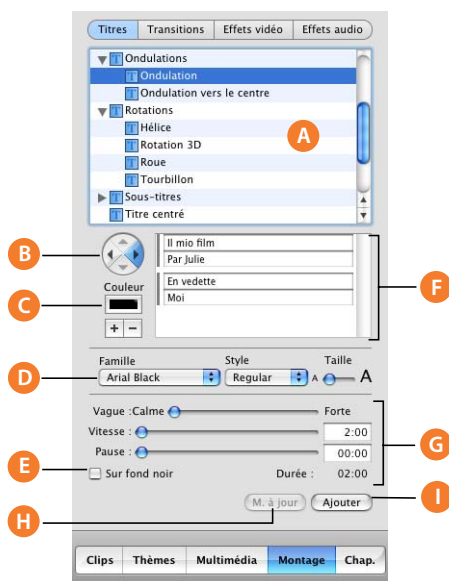 Titres Transitions Effets vidéo Effets audio
Ondulations
Ondulation
Ondulation vers le centre
Rotations
Hélice
A
Rotation 3D
Roue
Tourbillon
Sous-titres
Titre centré
B
Il mio film
Par Julie
Couleur
En vedette
F
C
Moi
+ −
Famille Style Taille
D
Arial Black Regular A A
Vague : Calme Forte
Vitesse : 2:00
G
Pause : 00:00
E
Sur fond noir Durée : 02:00
M. à jour Ajouter
I
H
Clips Thèmes Multimédia Montage Chap.